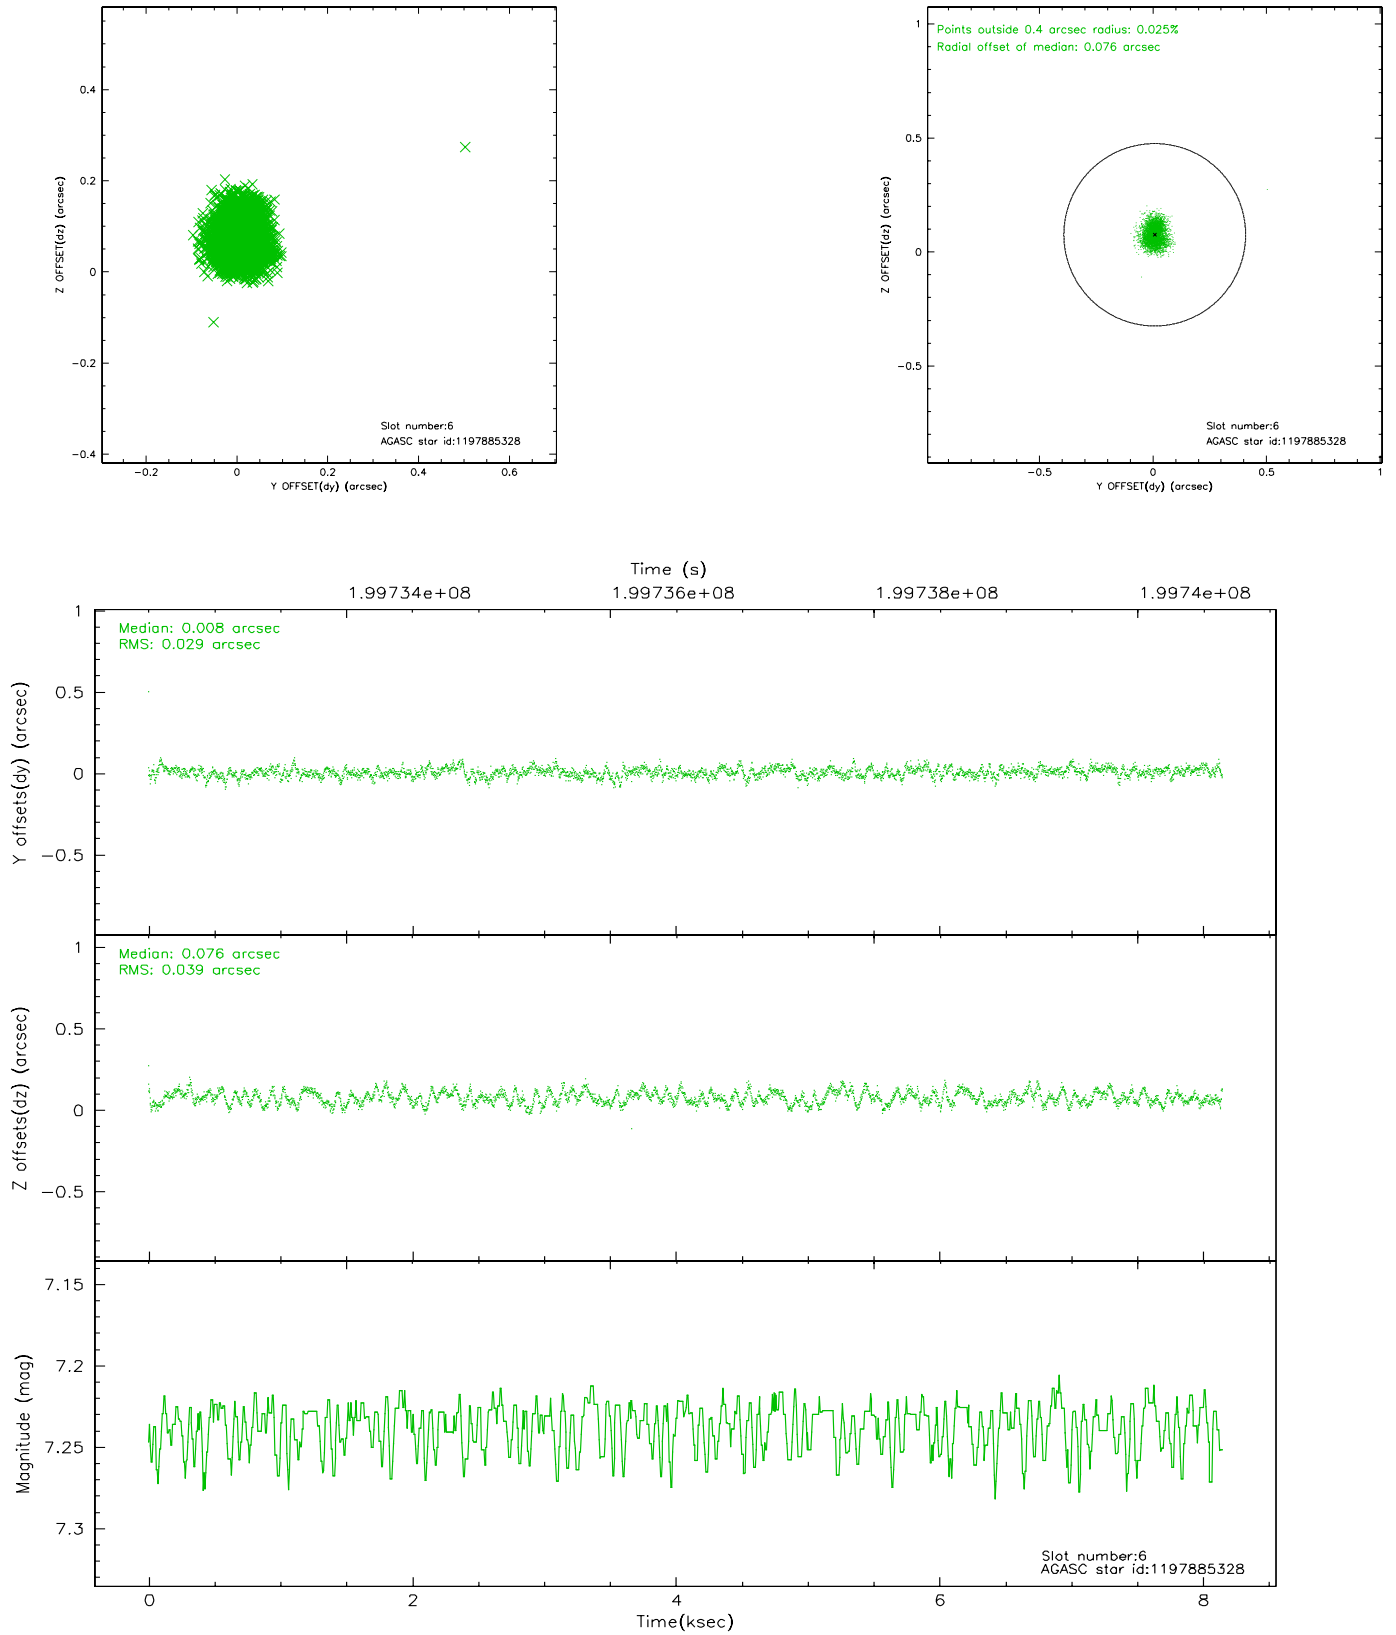 0.4
0.2
0
−0.2
−0.4
Z OFFSET(dz) (arcsec)
Slot number:6
AGASC star id:1197885328
−0.2 0 0.2 0.4 0.6
Y OFFSET(dy) (arcsec)
Points outside 0.4 arcsec radius: 0.025%
Radial offset of median: 0.076 arcsec
1
0.5
0
−0.5
Z OFFSET(dz) (arcsec)
Slot number:6
AGASC star id:1197885328
−0.5 0 0.5 1
Y OFFSET(dy) (arcsec)
Time (s)
1.99734e+08 1.99736e+08 1.99738e+08 1.9974e+08
Median: 0.008 arcsec
RMS: 0.029 arcsec
1
0.5
0
−0.5
Y offsets(dy) (arcsec)
Median: 0.076 arcsec
RMS: 0.039 arcsec
1
0.5
0
−0.5
Z offsets(dz) (arcsec)
7.15
7.2
7.25
7.3
Magnitude (mag)
Slot number:6
AGASC star id:1197885328
0 2 4 6 8
Time(ksec)